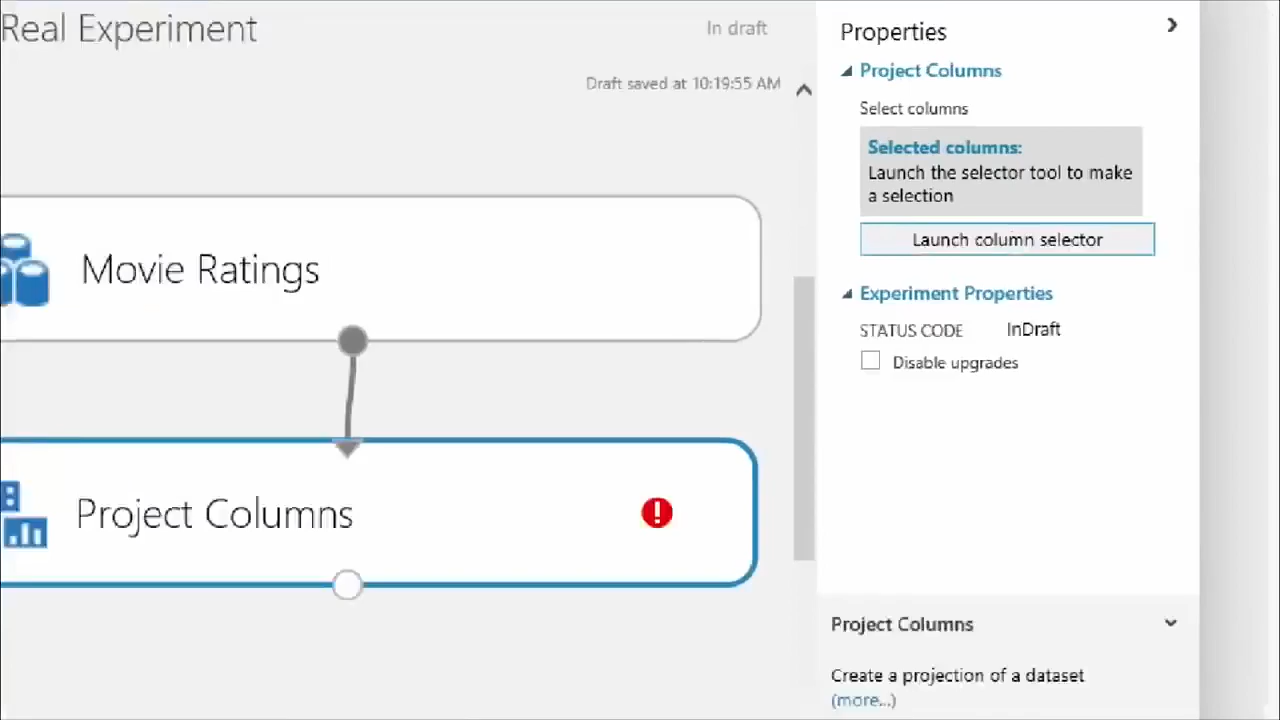 Real Experiment
In draft
Draft saved at 10:19:55 AM
Movie Ratings
Project Columns
Properties
Project Columns
Select columns
Selected columns:
Launch the selector tool to make
a selection
Launch column selector
Experiment Properties
STATUS CODE InDraft
Disable upgrades
Project Columns
Create a projection of a dataset
(more...)